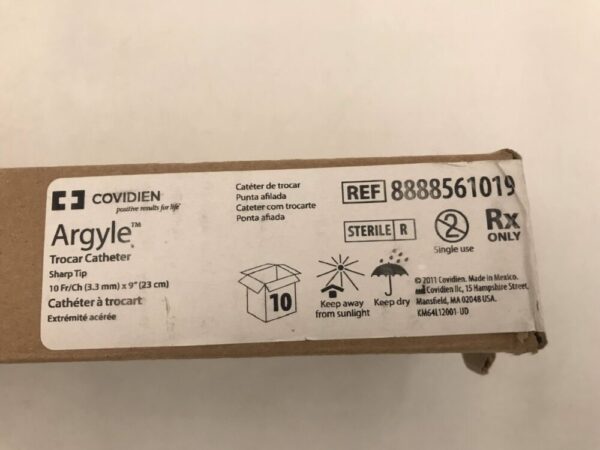 COVIDIEN
positive results for life
Argyle™
Trocar Catheter
Sharp Tip
10 Fr/Ch (3.3 mm) x 9" (23 cm)
Cathéter à trocart
Extrémité acérée
Catéter de trocar
Punta afilada
Cateter com trocarte
Ponta afiada
10
REF 8888561019
STERILE R
2
Single use
Rx
ONLY
Keep away
from sunlight
Keep dry
© 2011 Covidien. Made in Mexico.
Covidien llc, 15 Hampshire Street,
Mansfield, MA 02048 USA.
KM64L12001 UD